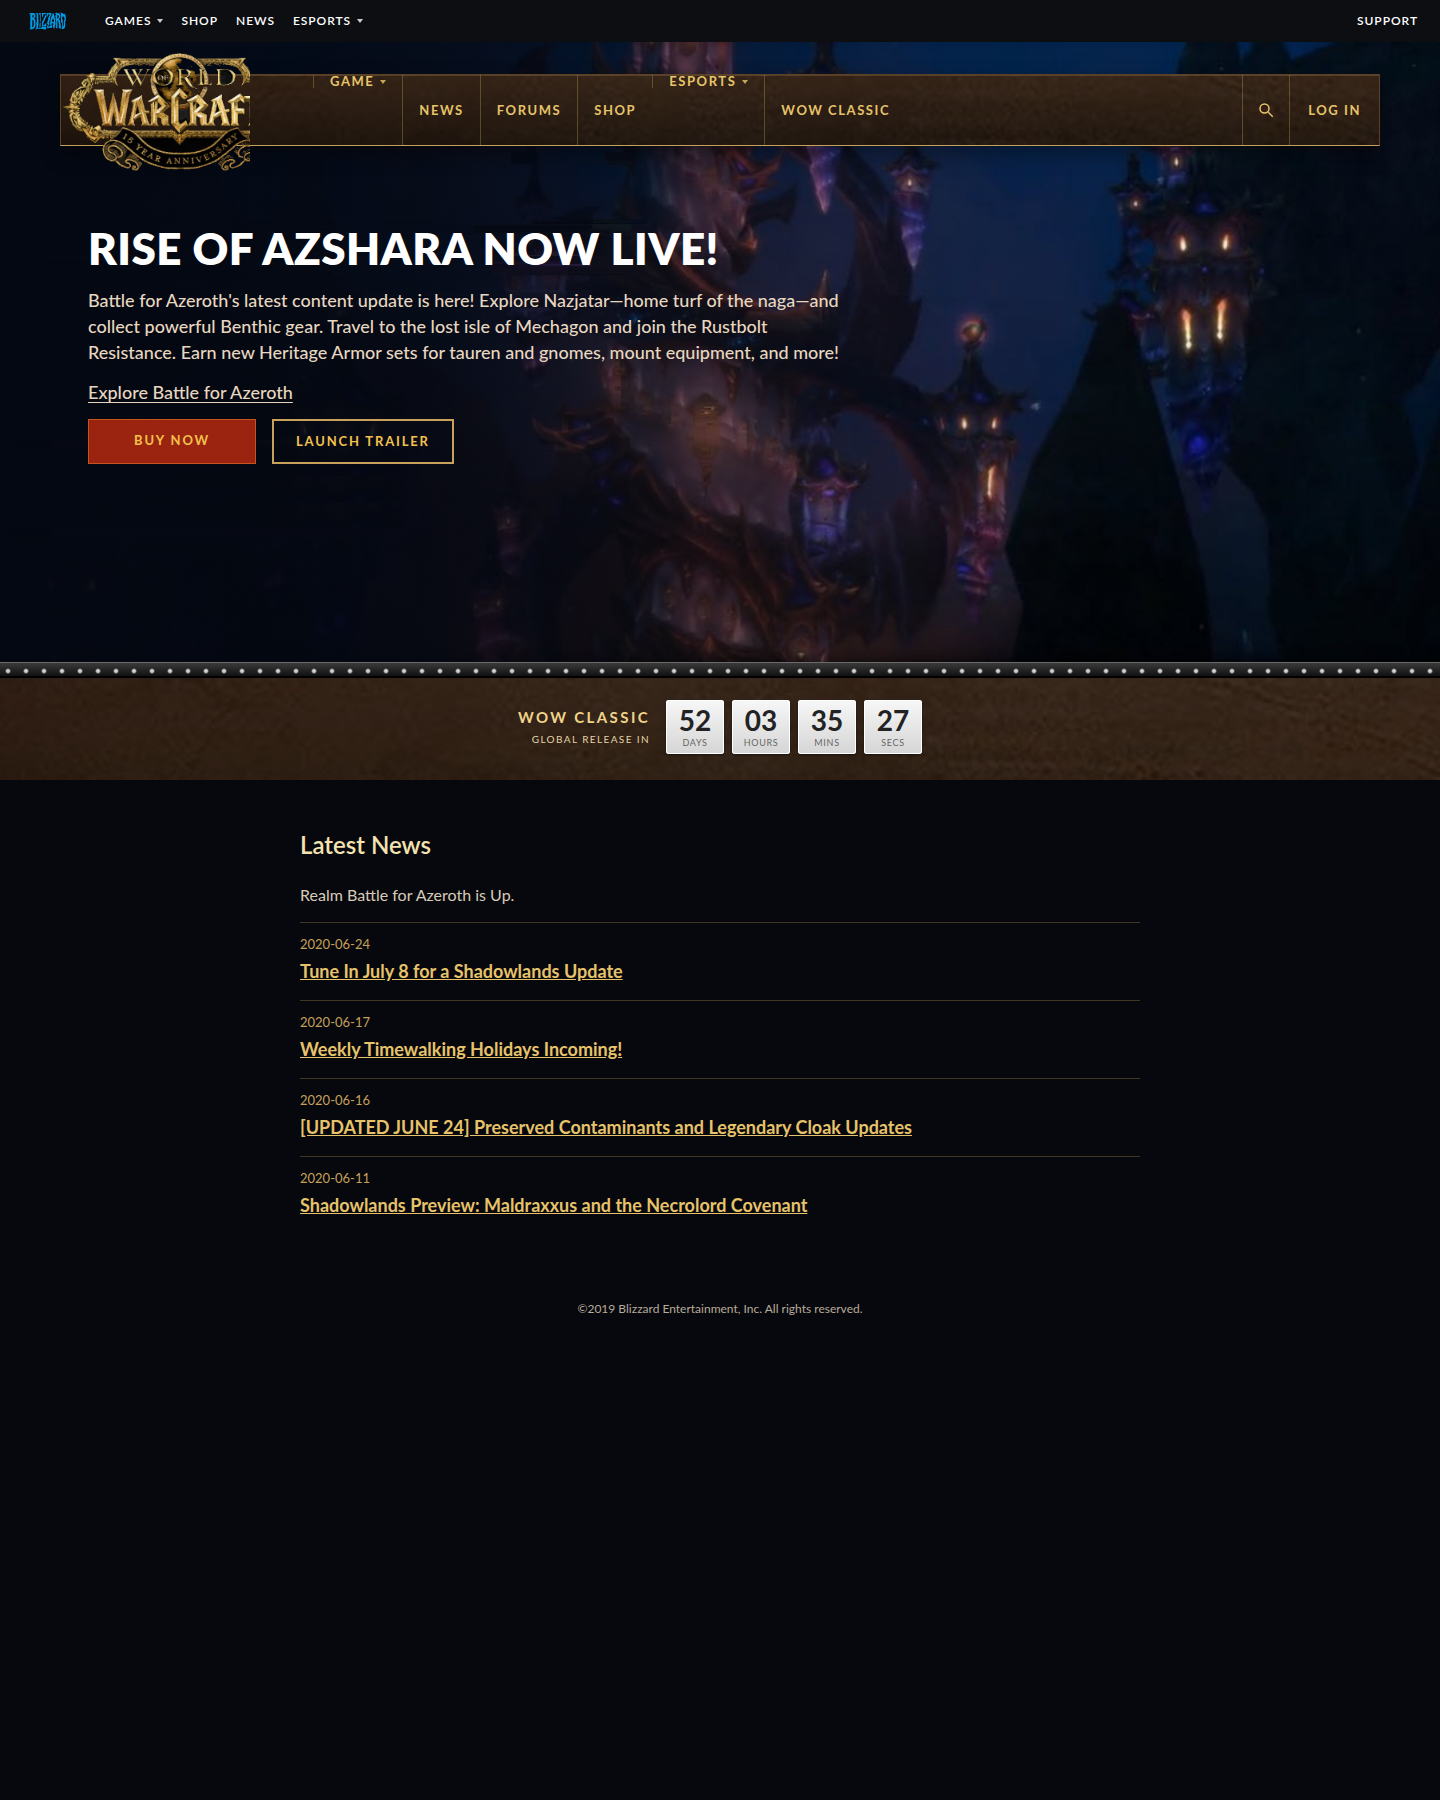 BLIZZARD
GAMES
SHOP
NEWS
ESPORTS
SUPPORT
WORLD OF WARCRAF
15 YEAR ANNIVERSARY
GAME
NEWS
FORUMS
SHOP
ESPORTS
WOW CLASSIC
LOG IN
RISE OF AZSHARA NOW LIVE!
Battle for Azeroth's latest content update is here! Explore Nazjatar—home turf of the naga—and
collect powerful Benthic gear. Travel to the lost isle of Mechagon and join the Rustbolt
Resistance. Earn new Heritage Armor sets for tauren and gnomes, mount equipment, and more!
Explore Battle for Azeroth
BUY NOW
LAUNCH TRAILER
WOW CLASSIC
GLOBAL RELEASE IN
52 DAYS
03 HOURS
35 MINS
27 SECS
Latest News
Realm Battle for Azeroth is Up.
2020-06-24
Tune In July 8 for a Shadowlands Update
2020-06-17
Weekly Timewalking Holidays Incoming!
2020-06-16
[UPDATED JUNE 24] Preserved Contaminants and Legendary Cloak Updates
2020-06-11
Shadowlands Preview: Maldraxxus and the Necrolord Covenant
©2019 Blizzard Entertainment, Inc. All rights reserved.